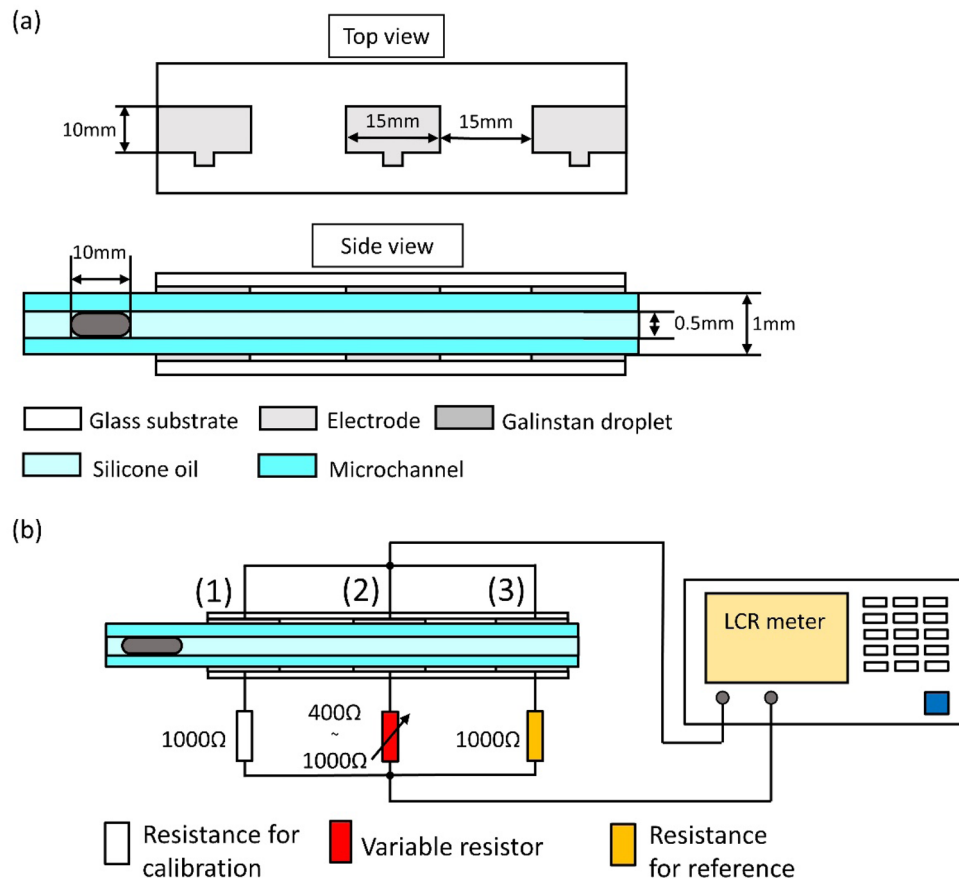 (a)
Top view
10mm
15mm
15mm
Side view
10mm
0.5mm
1mm
Glass substrate
Electrode
Galinstan droplet
Silicone oil
Microchannel
(b)
(1)
(2)
(3)
LCR meter
1000Ω
400Ω
~
1000Ω
1000Ω
Resistance for
calibration
Variable resistor
Resistance
for reference